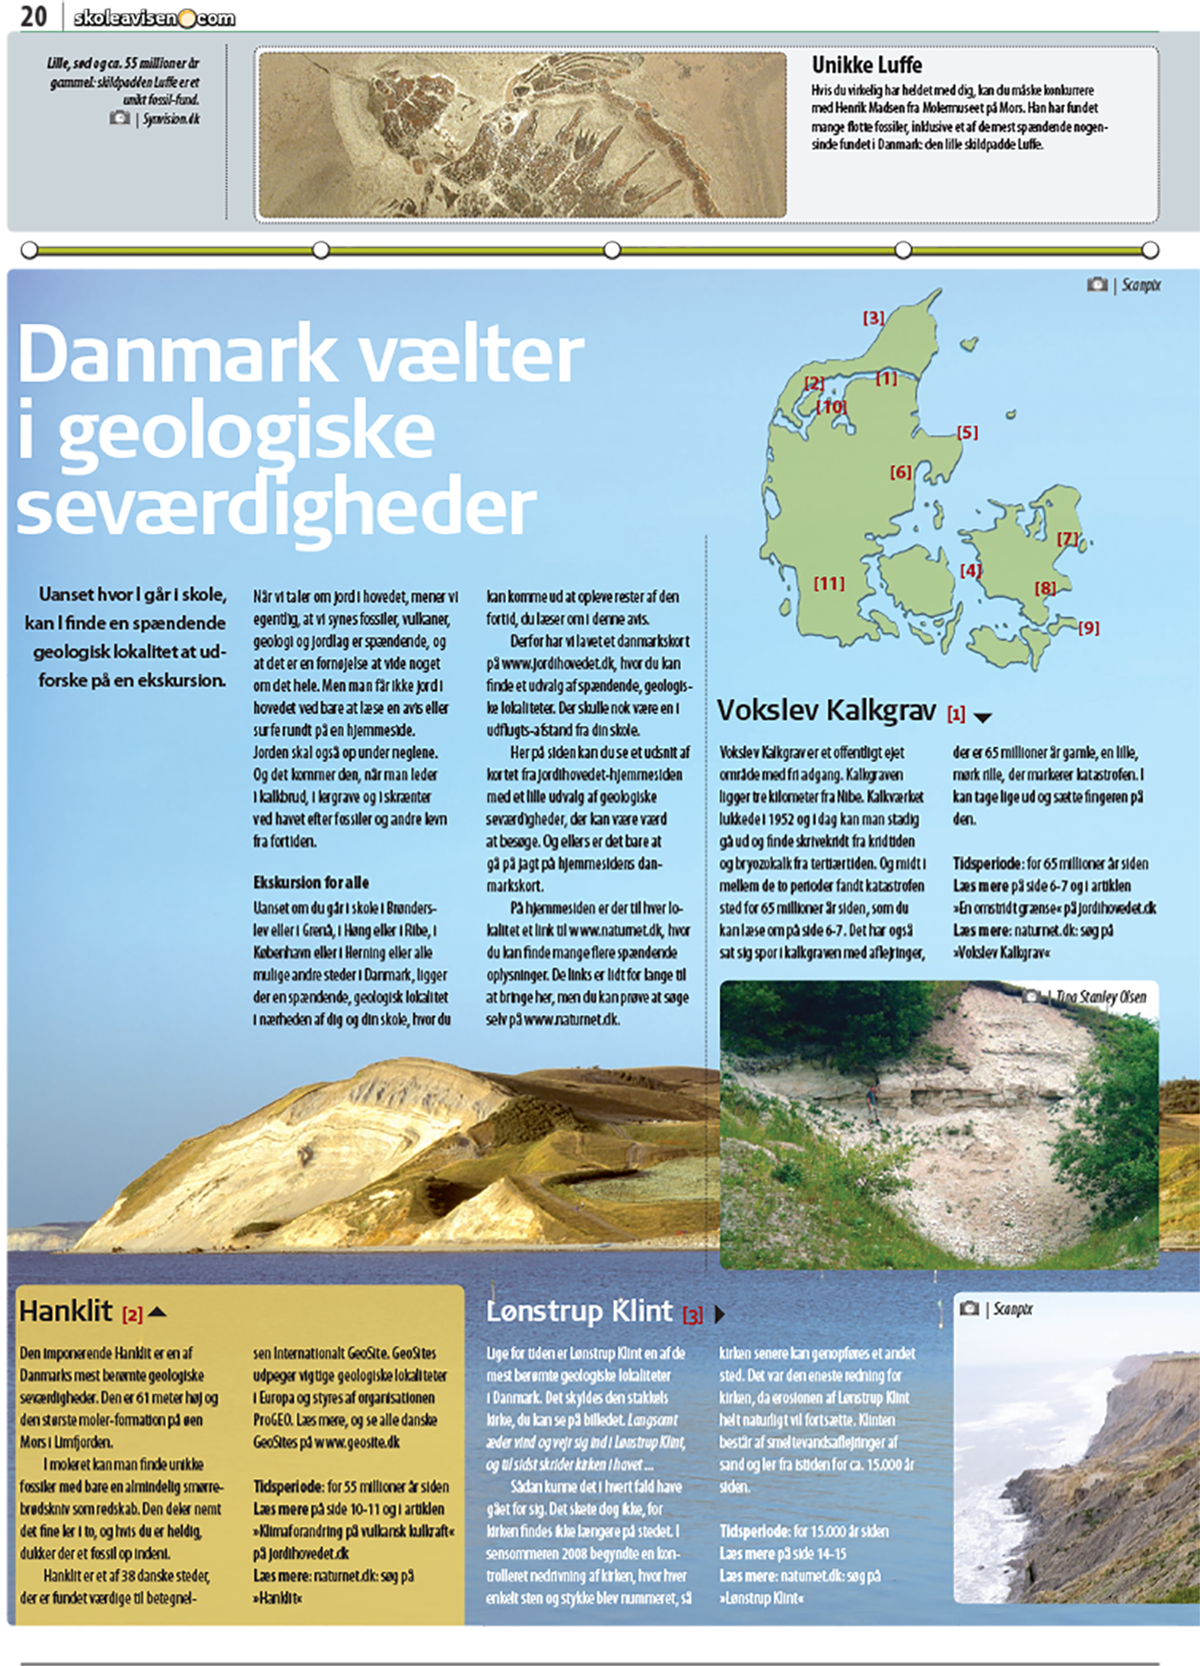 20 | skoleavisen.com
Lille, sød og ca. 55 millioner år
gammel: skildpadden Luffe er et
unikt fossil-fund.
| Synvision.dk
Unikke Luffe
Hvis du virkelig har heldet med dig, kan du måske konkurrere
med Henrik Madsen fra Molermuseet på Mors. Han har fundet
mange flotte fossiler, inklusive et af de mest spændende nogen-
sinde fundet i Danmark: den lille skildpadde Luffe.
| Scanpix
Danmark vælter
i geologiske
seværdigheder
[3]
[2]
[1]
[10]
[5]
[6]
[7]
[4]
[11]
[8]
[9]
Uanset hvor I går i skole,
kan I finde en spændende
geologisk lokalitet at ud-
forske på en ekskursion.
Når vi taler om jord i hovedet, mener vi
egentlig, at vi synes fossiler, vulkaner,
geologi og jordlag er spændende, og
at det er en fornøjelse at vide noget
om det hele. Men man får ikke jord i
hovedet ved bare at læse en avis eller
surfe rundt på en hjemmeside.
Jorden skal også op under neglene.
Og det kommer den, når man leder
i kalkbrud, i lergrave og i skrænter
ved havet efter fossiler og andre levn
fra fortiden.
Ekskursion for alle
Uanset om du går i skole i Brønders-
lev eller i Grenå, i Høng eller i Ribe, i
København eller i Herning eller alle
mulige andre steder i Danmark, ligger
der en spændende, geologisk lokalitet
i nærheden af dig og din skole, hvor du
kan komme ud at opleve rester af den
fortid, du læser om i denne avis.
Derfor har vi lavet et danmarkskort
på www.jordihovedet.dk, hvor du kan
finde et udvalg af spændende, geologis-
ke lokaliteter. Der skulle nok være en i
udflugts-afstand fra din skole.
Her på siden kan du se et udsnit af
kortet fra jordihovedet-hjemmesiden
med et lille udvalg af geologiske
seværdigheder, der kan være værd
at besøge. Og ellers er det bare at
gå på jagt på hjemmesidens dan-
markskort.
På hjemmesiden er der til hver lo-
kalitet et link til www.naturnet.dk, hvor
du kan finde mange flere spændende
oplysninger. De links er lidt for lange til
at bringe her, men du kan prøve at søge
selv på www.naturnet.dk.
Vokslev Kalkgrav [1]
Vokslev Kalkgrav er et offentligt ejet
område med fri adgang. Kalkgraven
ligger tre kilometer fra Nibe. Kalkværket
lukkede i 1952 og i dag kan man stadig
gå ud og finde skrivekridt fra kridttiden
og bryozokalk fra tertiærtiden. Og midt i
mellem de to perioder fandt katastrofen
sted for 65 millioner år siden, som du
kan læse om på side 6-7. Det har også
sat sig spor i kalkgraven med aflejringer,
der er 65 millioner år gamle, en lille,
mørk rille, der markerer katastrofen. I
kan tage lige ud og sætte fingeren på
den.
Tidsperiode: for 65 millioner år siden
Læs mere på side 6-7 og i artiklen
»En omstridt grænse« på jordihovedet.dk
Læs mere: naturnet.dk: søg på
»Vokslev Kalkgrav«
| Tina Stanley Olsen
Hanklit [2]
Den imponerende Hanklit er en af
Danmarks mest berømte geologiske
seværdigheder. Den er 61 meter høj og
den største moler-formation på øen
Mors i Limfjorden.
I moleret kan man finde unikke
fossiler med bare en almindelig smørre-
brødskniv som redskab. Den deler nemt
det fine ler i to, og hvis du er heldig,
dukker der et fossil op indeni.
Hanklit er et af 38 danske steder,
der er fundet værdige til betegnel-
sen Internationalt GeoSite. GeoSites
udpeger vigtige geologiske lokaliteter
i Europa og styres af organisationen
ProGEO. Læs mere, og se alle danske
GeoSites på www.geosite.dk
Tidsperiode: for 55 millioner år siden
Læs mere på side 10-11 og i artiklen
»Klimaforandring på vulkansk kulkraft«
på jordihovedet.dk
Læs mere: naturnet.dk: søg på
»Hanklit«
Lønstrup Klint [3]
Lige for tiden er Lønstrup Klint en af de
mest berømte geologiske lokaliteter
i Danmark. Det skyldes den stakkels
kirke, du kan se på billedet. Langsomt
æder vind og vejr sig ind i Lønstrup Klint,
og til sidst skrider kirken i havet ...
Sådan kunne det i hvert fald have
gået for sig. Det skete dog ikke, for
kirken findes ikke længere på stedet. I
sensommeren 2008 begyndte en kon-
trolleret nedrivning af kirken, hvor hver
enkelt sten og stykke blev nummeret, så
kirken senere kan genopføres et andet
sted. Det var den eneste redning for
kirken, da erosionen af Lønstrup Klint
helt naturligt vil fortsætte. Klinten
består af smeltevandsaflejringer af
sand og ler fra istiden for ca. 15.000 år
siden.
Tidsperiode: for 15.000 år siden
Læs mere på side 14-15
Læs mere: naturnet.dk: søg på
»Lønstrup Klint«
| Scanpix